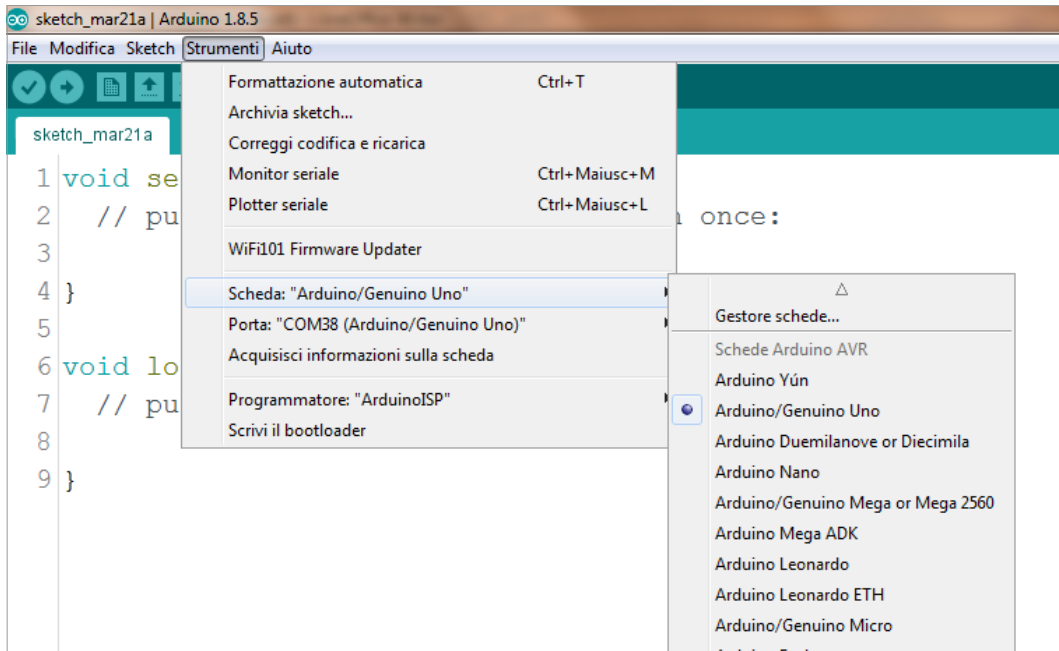 sketch_mar21a | Arduino 1.8.5
File Modifica Sketch Strumenti Aiuto
sketch_mar21a
Formattazione automatica Ctrl+T
Archivia sketch...
Correggi codifica e ricarica
Monitor seriale Ctrl+Maiusc+M
Plotter seriale Ctrl+Maiusc+L
WiFi101 Firmware Updater
Scheda: "Arduino/Genuino Uno"
Porta: "COM38 (Arduino/Genuino Uno)"
Acquisisci informazioni sulla scheda
Programmatore: "ArduinoISP"
Scrivi il bootloader
Gestore schede...
Schede Arduino AVR
Arduino Yún
Arduino/Genuino Uno
Arduino Duemilanove or Diecimila
Arduino Nano
Arduino/Genuino Mega or Mega 2560
Arduino Mega ADK
Arduino Leonardo
Arduino Leonardo ETH
Arduino/Genuino Micro
1 void se
2 // pu once:
3
4 }
5
6 void lo
7 // pu
8
9 }